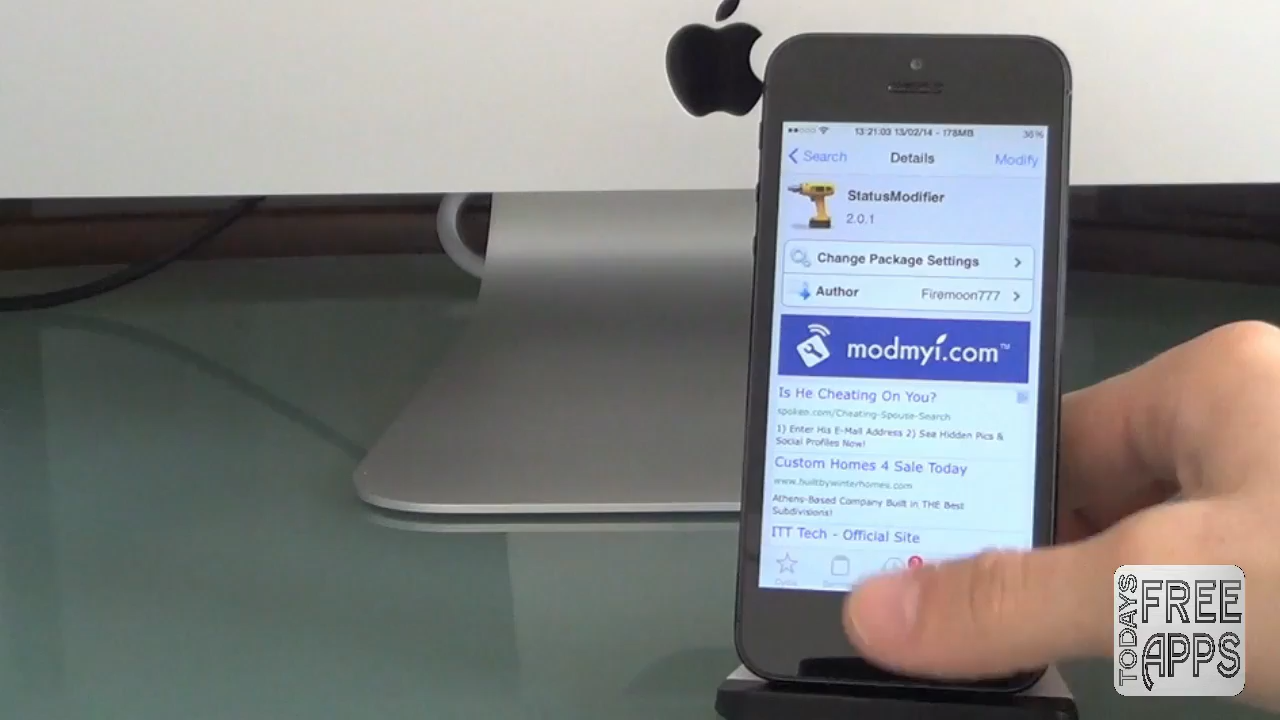 13:21:03 13/02/14 - 178MB
36%
Search
Details
Modify
StatusModifier
2.0.1
Change Package Settings
Author
Firemoon777
modmyi.com™
Is He Cheating On You?
spokeo.com/Cheating-Spouse-Search
1) Enter His E-Mail Address 2) See Hidden Pics &
Social Profiles Now!
Custom Homes 4 Sale Today
www.builtbywinterhomes.com
Athens-Based Company Built in THE Best
Subdivisions!
ITT Tech - Official Site
Cydia
TODAYS
FREE
APPS